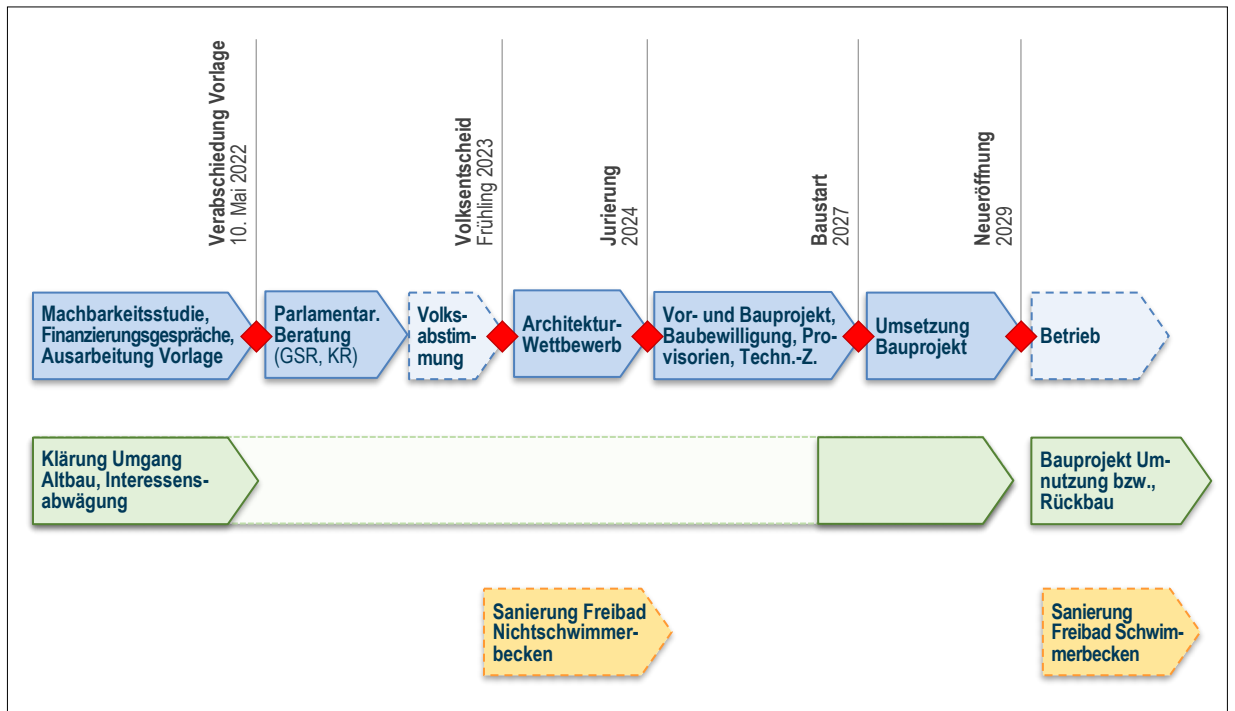 Verabschiedung Vorlage
10. Mai 2022
Volksentscheid
Frühling 2023
Jurierung
2024
Baustart
2027
Neueröffnung
2029
Machbarkeitsstudie,
Finanzierungsgespräche,
Ausarbeitung Vorlage
Parlamentar.
Beratung
(GSR, KR)
Volks-
abstim-
mung
Architektur-
Wettbewerb
Vor- und Bauprojekt,
Baubewilligung, Pro-
visorien, Techn.-Z.
Umsetzung
Bauprojekt
Betrieb
Klärung Umgang
Altbau, Interessens-
abwägung
Bauprojekt Um-
nutzung bzw.,
Rückbau
Sanierung Freibad
Nichtschwimmer-
becken
Sanierung
Freibad Schwim-
merbecken